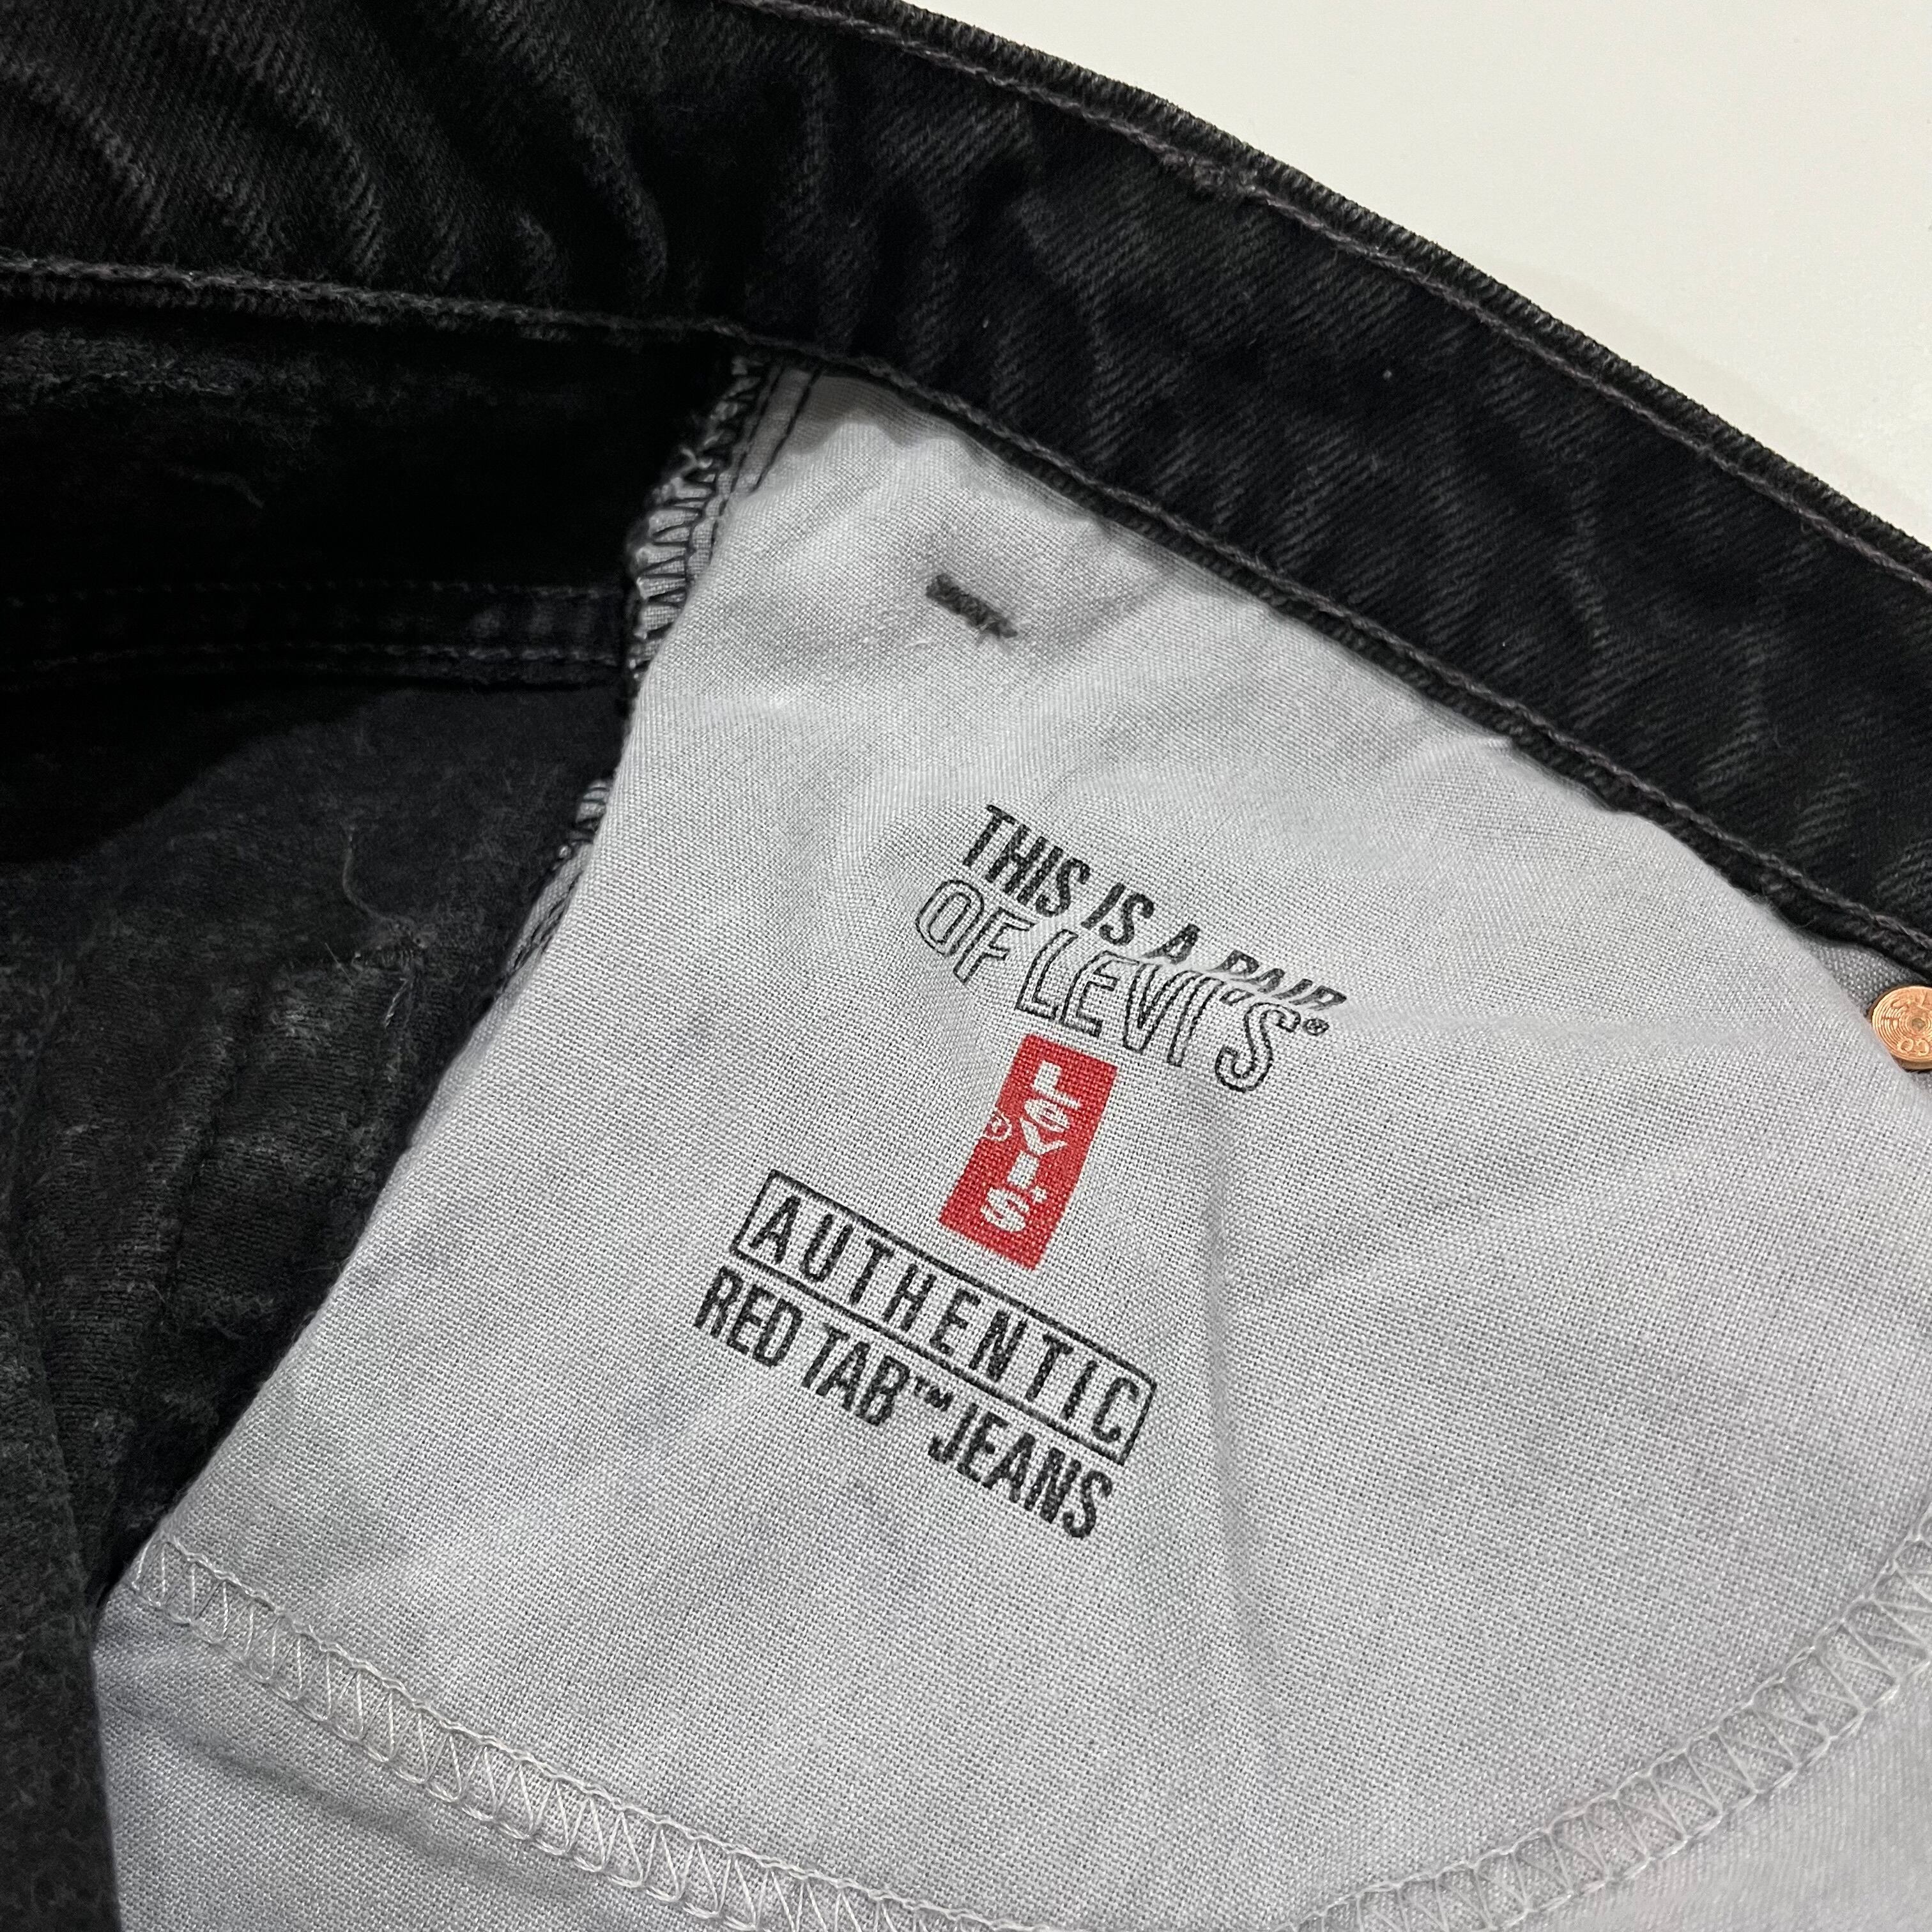 THIS IS A PAIR
OF LEVI'S®
Levi's
®
AUTHENTIC
RED TAB™ JEANS